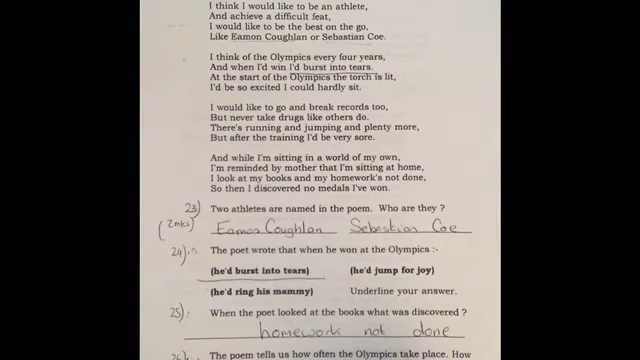 I think I would like to be an athlete,
And achieve a difficult feat,
I would like to be the best on the go,
Like Eamon Coughlan or Sebastian Coe.
I think of the Olympics every four years,
And when I'd win I'd burst into tears.
At the start of the Olympics the torch is lit,
I'd be so excited I could hardly sit.
I would like to go and break records too,
But never take drugs like others do.
There's running and jumping and plenty more,
But after the training I'd be very sore.
And while I'm sitting in a world of my own,
I'm reminded by mother that I'm sitting at home,
I look at my books and my homework's not done,
So then I discovered no medals I've won.
23) Two athletes are named in the poem. Who are they ?
(2mks) Eamon Coughlan Sebastian Coe
24) The poet wrote that when he won at the Olympics :-
(he'd burst into tears) (he'd jump for joy)
(he'd ring his mammy) Underline your answer.
25) When the poet looked at the books what was discovered ?
homework not done
26) The poem tells us how often the Olympics take place. How